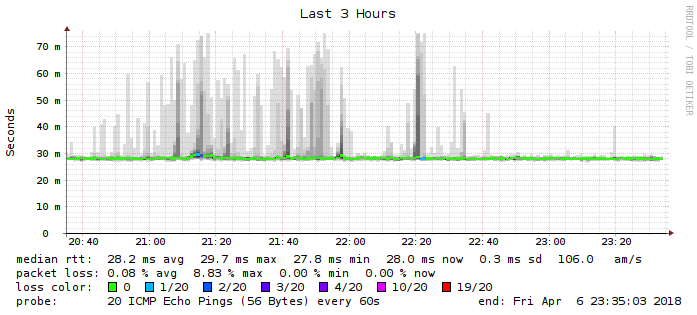 Last 3 Hours
RRDTOOL / TOBI OETIKER
Seconds
70 m
60 m
50 m
40 m
30 m
20 m
10 m
0
20:40 21:00 21:20 21:40 22:00 22:20 22:40 23:00 23:20
median rtt: 28.2 ms avg 29.7 ms max 27.8 ms min 28.0 ms now 0.3 ms sd 106.0 am/s
packet loss: 0.08 % avg 8.83 % max 0.00 % min 0.00 % now
loss color: 0 1/20 2/20 3/20 4/20 10/20 19/20
probe: 20 ICMP Echo Pings (56 Bytes) every 60s end: Fri Apr 6 23:35:03 2018